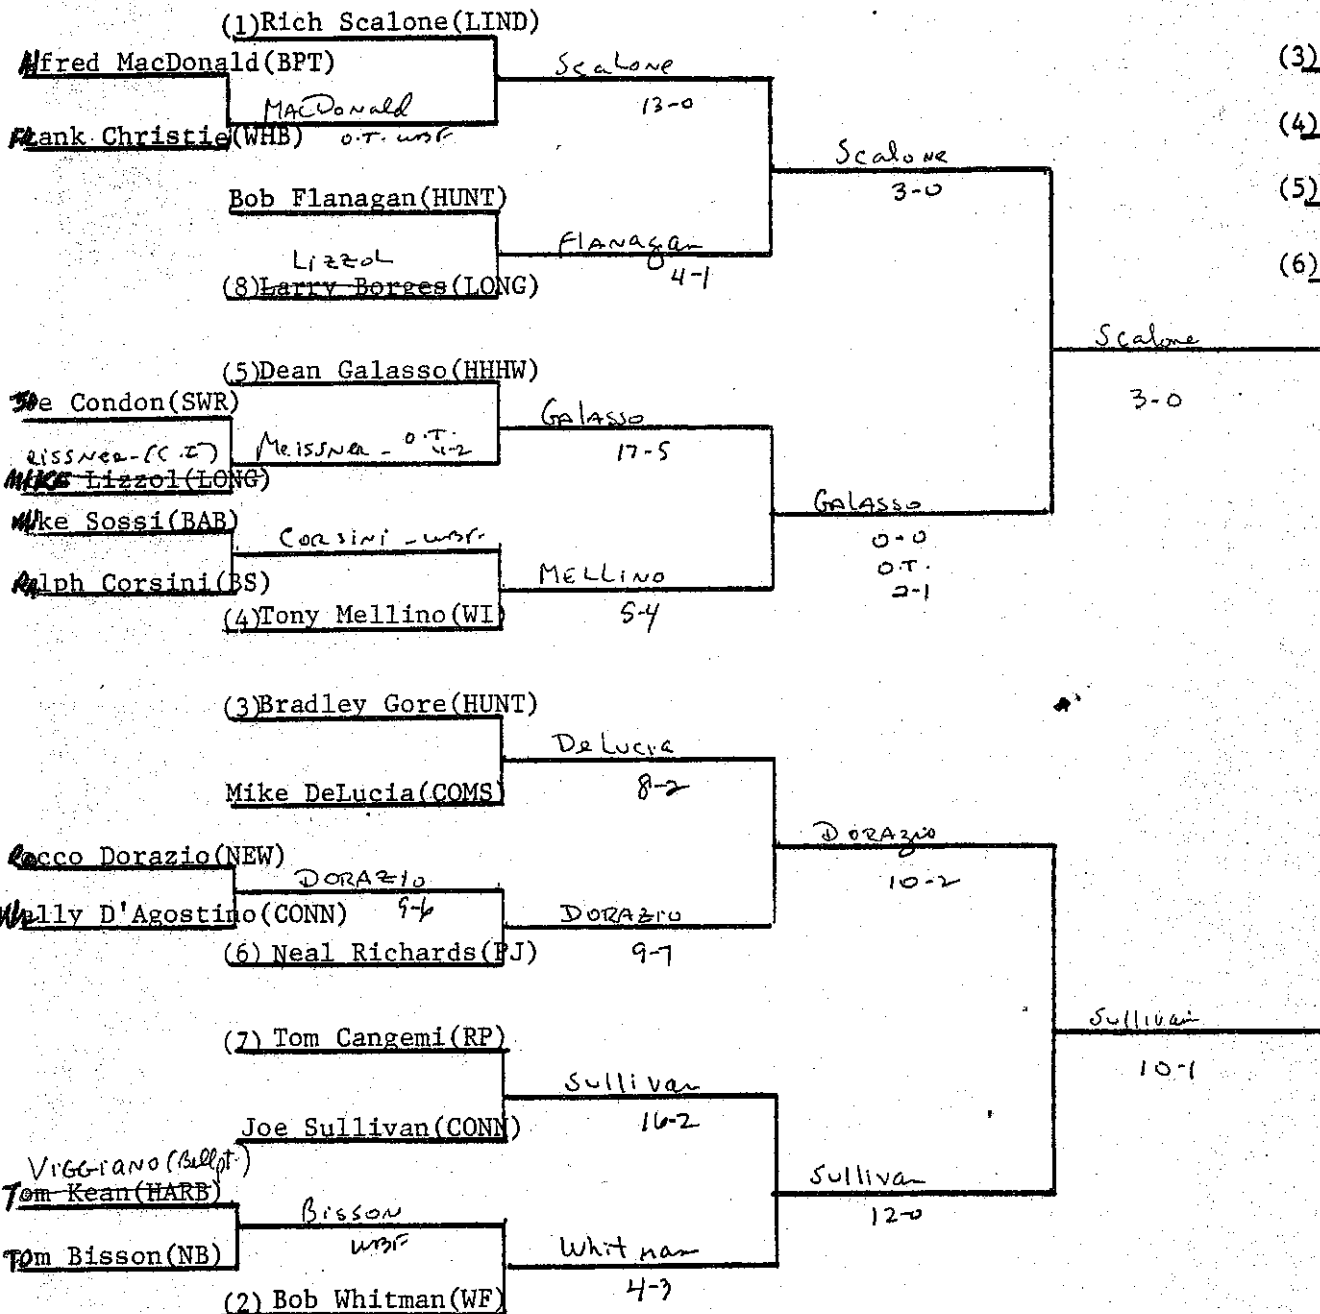 (1)Rich Scalone(LIND)
Alfred MacDonald(BPT)
Scalone
(3)
MacDonald
13-0
Frank Christie(WHB)
O.T. WBF
(4)
Scalone
3-0
Bob Flanagan(HUNT)
(5)
Lizzol
Flanagan
4-1
(8)Larry Borges(LONG)
(6)
Scalone
3-0
(5)Dean Galasso(HHHW)
Joe Condon(SWR)
Galasso
17-5
eissner-(C.I)
Meissner - O.T.
4-2
Mike Lizzol(LONG)
Galasso
0-0
O.T.
2-1
Mike Sossi(BAB)
Corsini - WBF
Ralph Corsini(BS)
Mellino
5-4
(4)Tony Mellino(WI)
(3)Bradley Gore(HUNT)
DeLucia
8-2
Mike DeLucia(COMS)
Dorazio
10-2
Rocco Dorazio(NEW)
Dorazio
9-6
Wally D'Agostino(CONN)
Dorazio
9-7
(6) Neal Richards(PJ)
Sullivan
10-1
(7) Tom Cangemi(RP)
Sullivan
16-2
Joe Sullivan(CONN)
Viggiano (Bellpt.)
Tom Kean(HARB)
Sullivan
12-0
Bisson
WBF
Tom Bisson(NB)
Whitman
4-3
(2) Bob Whitman(WF)